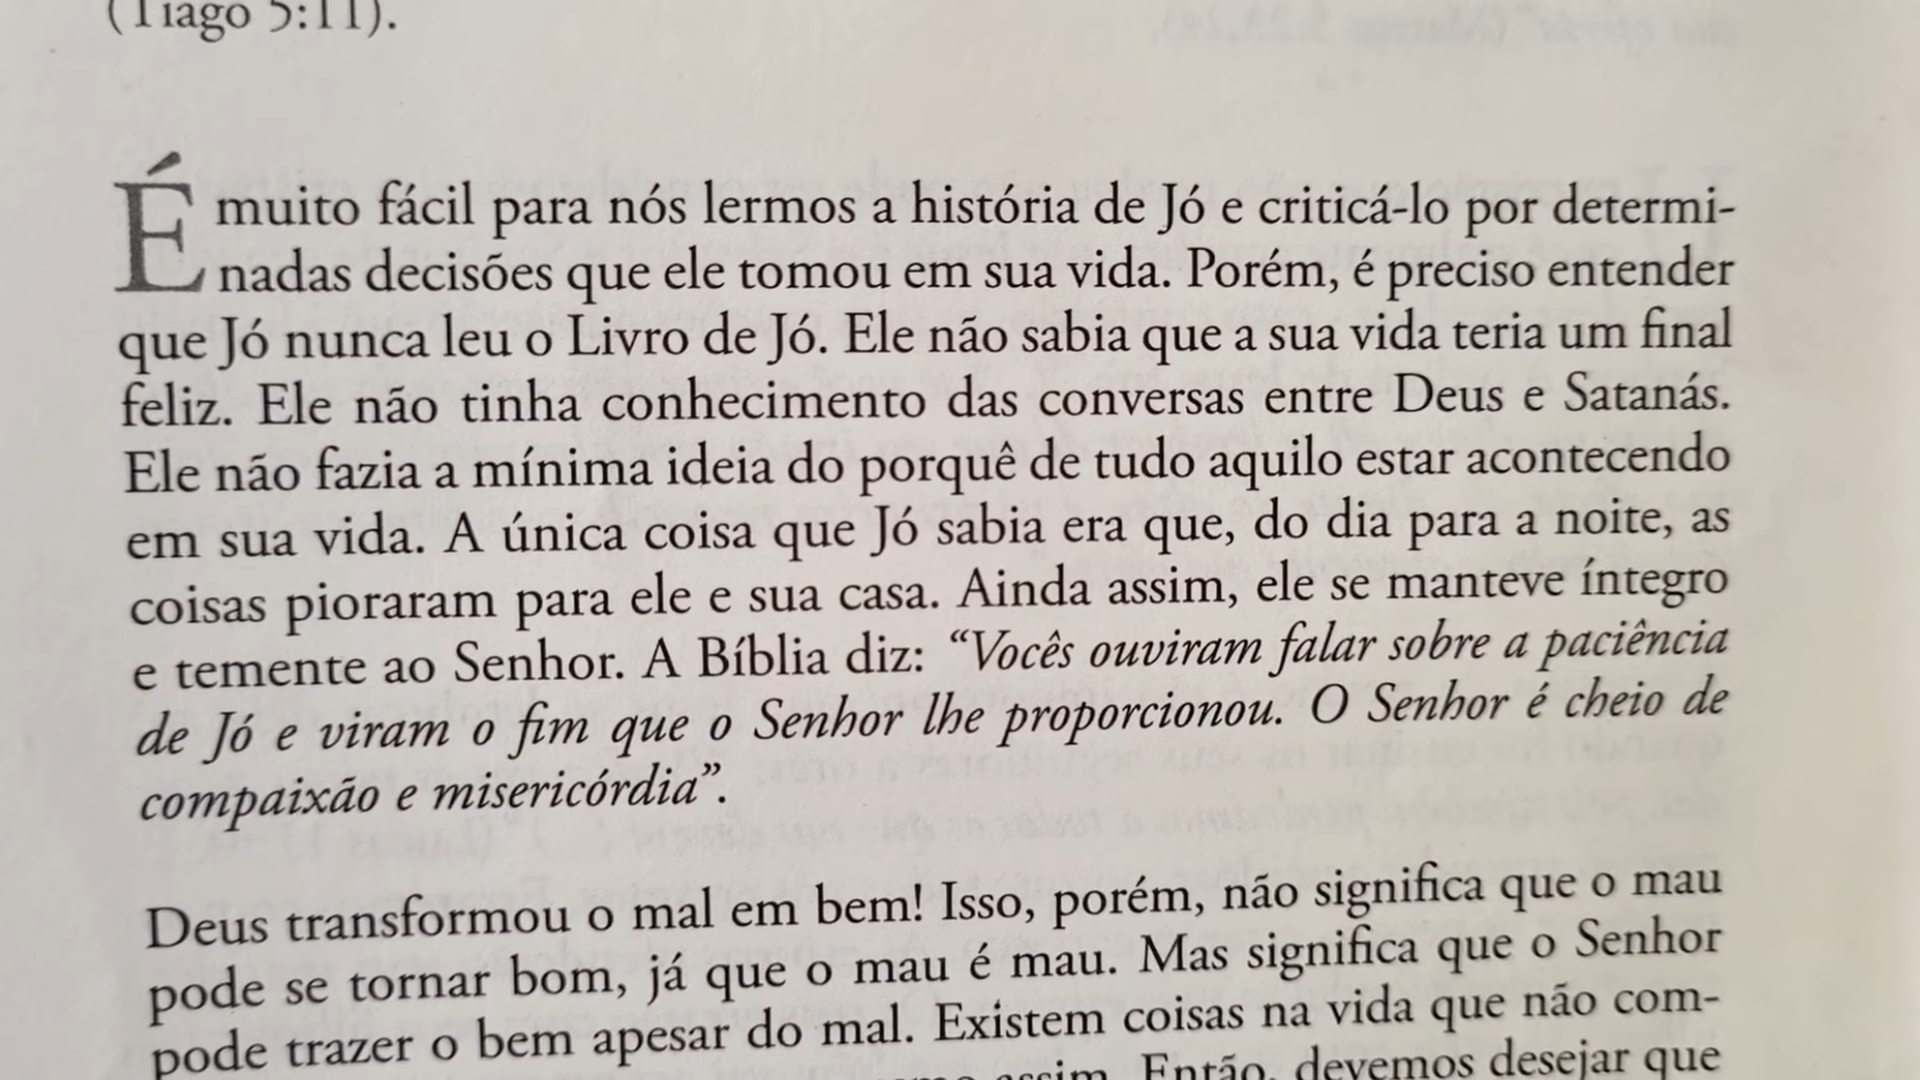 (Tiago 5:11).
É muito fácil para nós lermos a história de Jó e criticá-lo por determi-
nadas decisões que ele tomou em sua vida. Porém, é preciso entender
que Jó nunca leu o Livro de Jó. Ele não sabia que a sua vida teria um final
feliz. Ele não tinha conhecimento das conversas entre Deus e Satanás.
Ele não fazia a mínima ideia do porquê de tudo aquilo estar acontecendo
em sua vida. A única coisa que Jó sabia era que, do dia para a noite, as
coisas pioraram para ele e sua casa. Ainda assim, ele se manteve íntegro
e temente ao Senhor. A Bíblia diz: “Vocês ouviram falar sobre a paciência
de Jó e viram o fim que o Senhor lhe proporcionou. O Senhor é cheio de
compaixão e misericórdia”.
Deus transformou o mal em bem! Isso, porém, não significa que o mau
pode se tornar bom, já que o mau é mau. Mas significa que o Senhor
pode trazer o bem apesar do mal. Existem coisas na vida que não com-
assim. Então, devemos desejar que